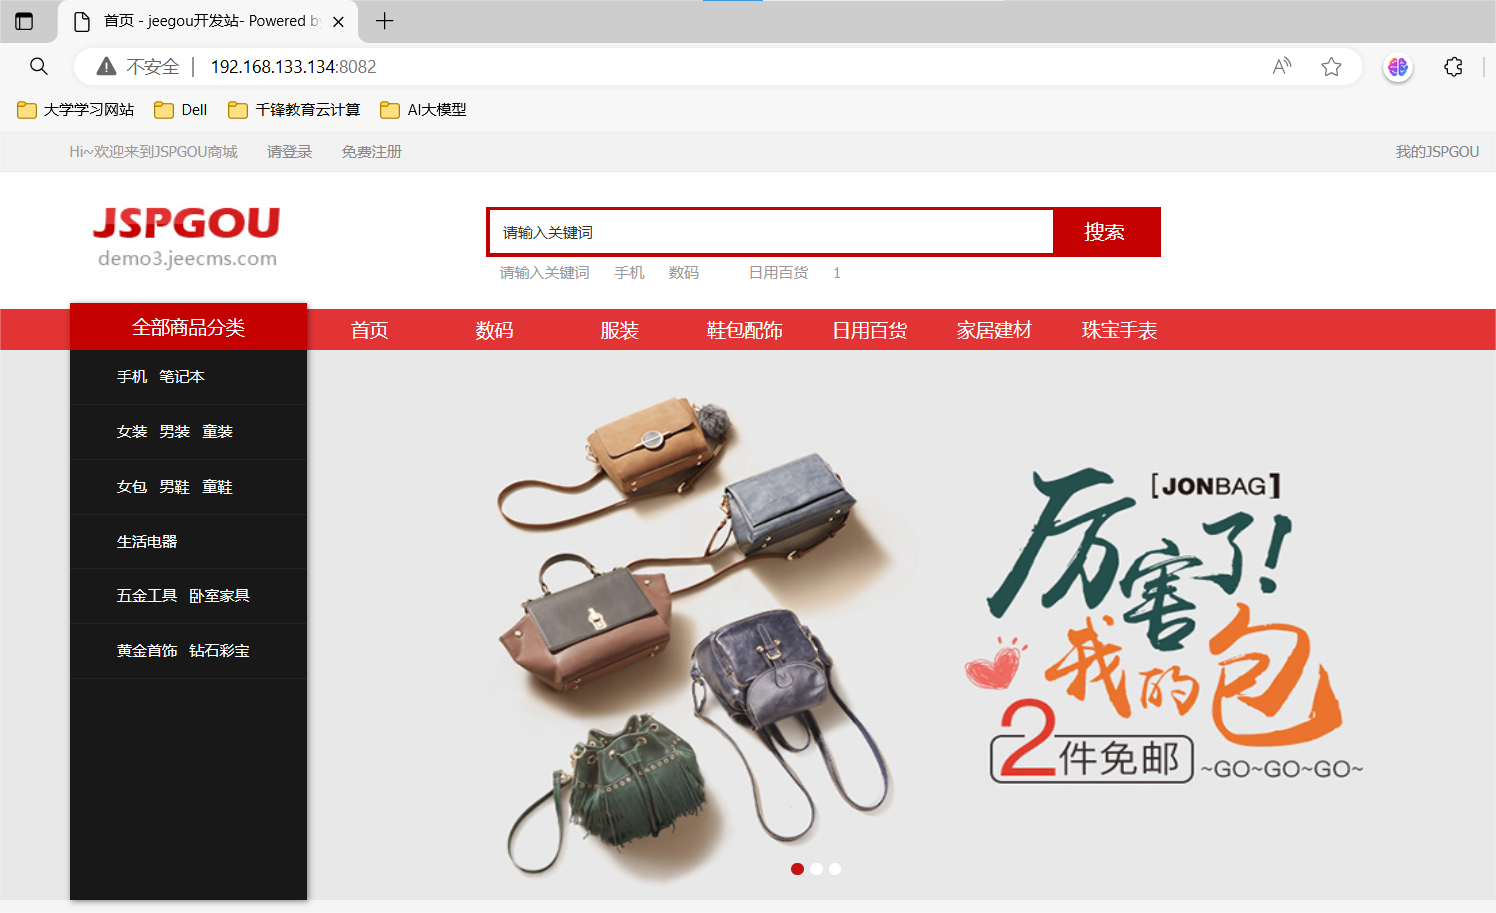 首页 - jeegou开发站- Powered by
不安全 192.168.133.134:8082
大学学习网站 Dell 千锋教育云计算 AI大模型
Hi~欢迎来到JSPGOU商城 请登录 免费注册 我的JSPGOU
JSPGOU
demo3.jeecms.com
请输入关键词 搜索
请输入关键词 手机 数码 日用百货 1
全部商品分类 首页 数码 服装 鞋包配饰 日用百货 家居建材 珠宝手表
手机 笔记本
女装 男装 童装
女包 男鞋 童鞋
生活电器
五金工具 卧室家具
黄金首饰 钻石彩宝
[JONBAG]
厉害了!
我的包
2件免邮 ~GO~GO~GO~